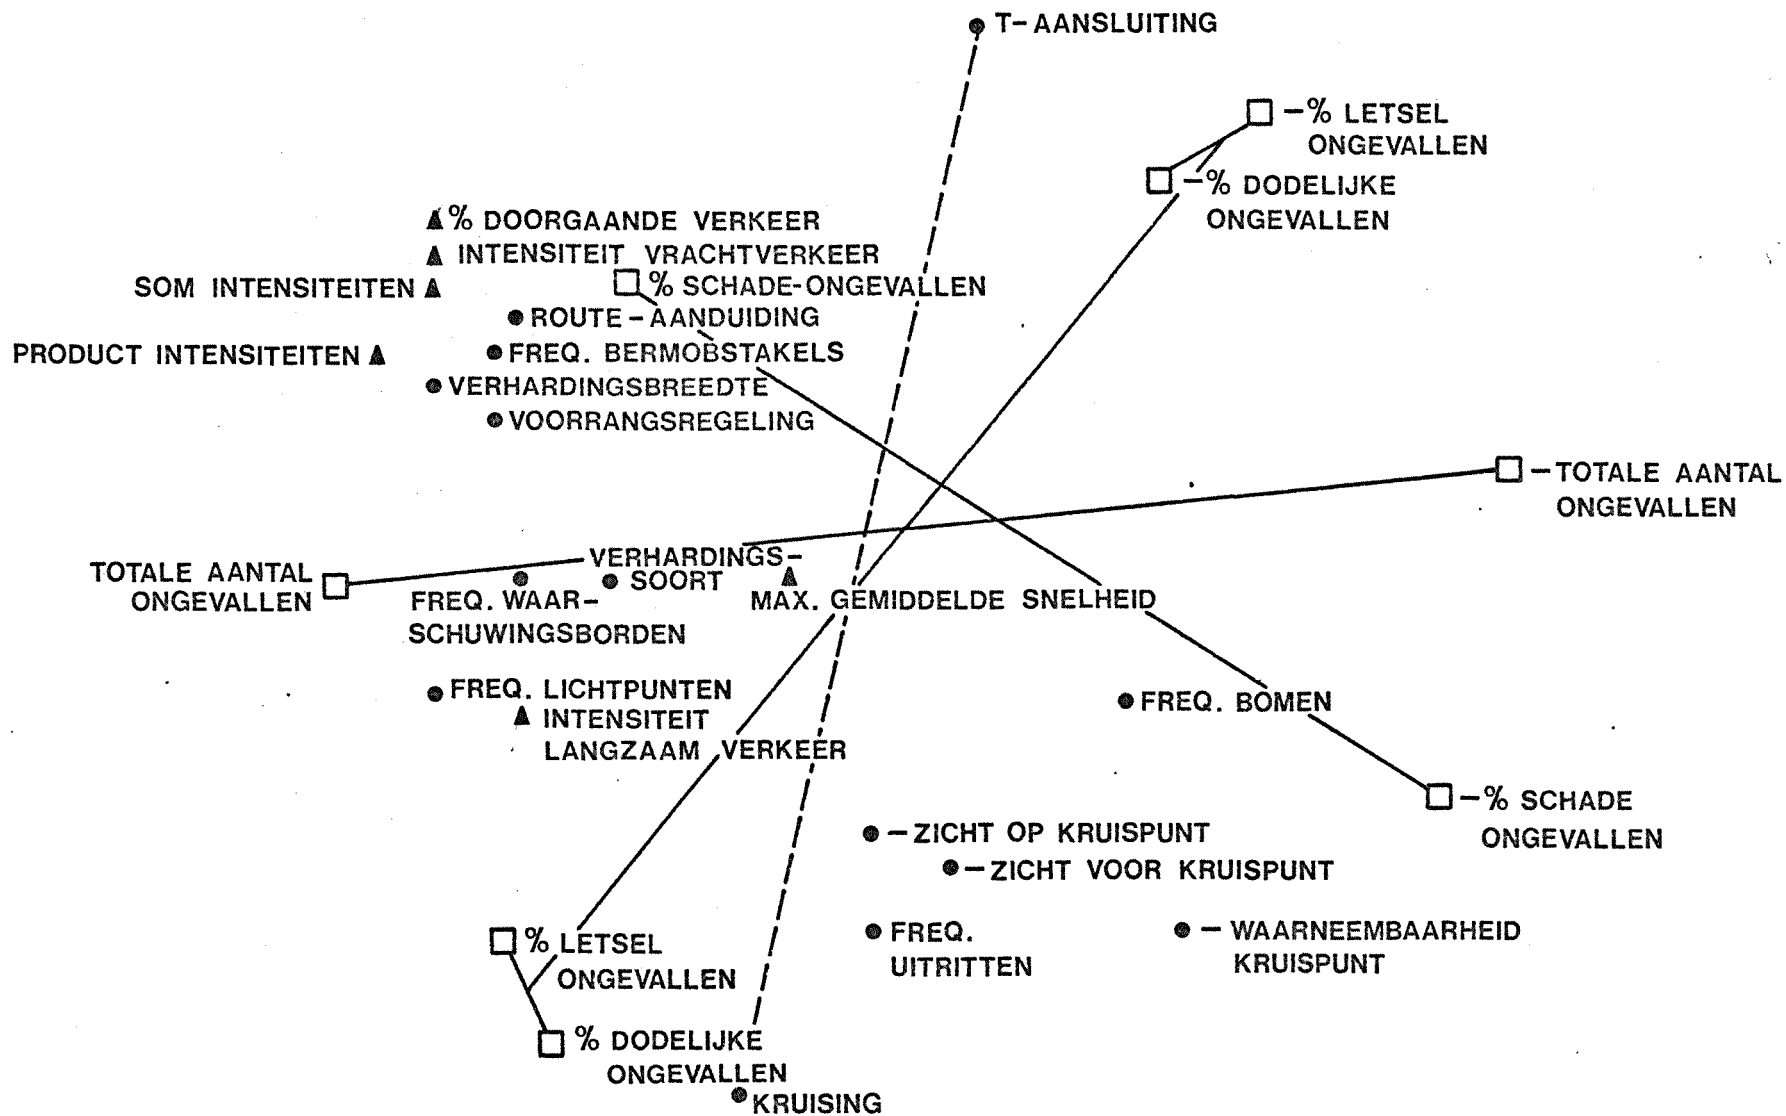 T-AANSLUITING
-% LETSEL
ONGEVALLEN
-% DODELIJKE
ONGEVALLEN
% DOORGAANDE VERKEER
INTENSITEIT VRACHTVERKEER
SOM INTENSITEITEN
% SCHADE-ONGEVALLEN
ROUTE-AANDUIDING
PRODUCT INTENSITEITEN
FREQ. BERMOBSTAKELS
VERHARDINGSBREEDTE
VOORRANGSREGELING
-TOTALE AANTAL
ONGEVALLEN
TOTALE AANTAL
ONGEVALLEN
VERHARDINGS-
SOORT
FREQ. WAAR-
SCHUWINGSBORDEN
MAX. GEMIDDELDE SNELHEID
FREQ. LICHTPUNTEN
INTENSITEIT
LANGZAAM VERKEER
FREQ. BOMEN
-% SCHADE
ONGEVALLEN
-ZICHT OP KRUISPUNT
-ZICHT VOOR KRUISPUNT
FREQ.
UITRITTEN
- WAARNEEMBAARHEID
KRUISPUNT
% LETSEL
ONGEVALLEN
% DODELIJKE
ONGEVALLEN
KRUISING